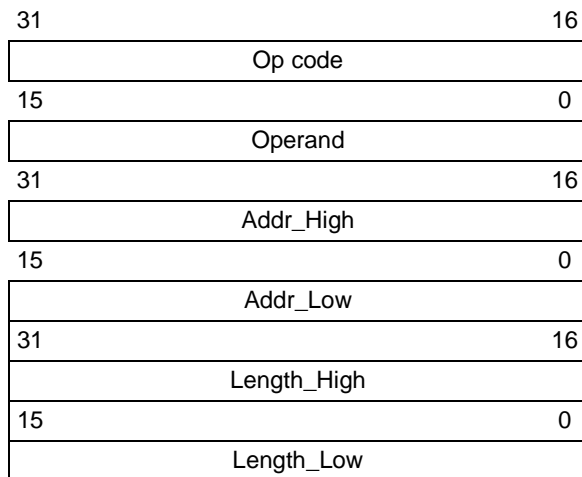 31 16
Op code
15 0
Operand
31 16
Addr_High
15 0
Addr_Low
31 16
Length_High
15 0
Length_Low